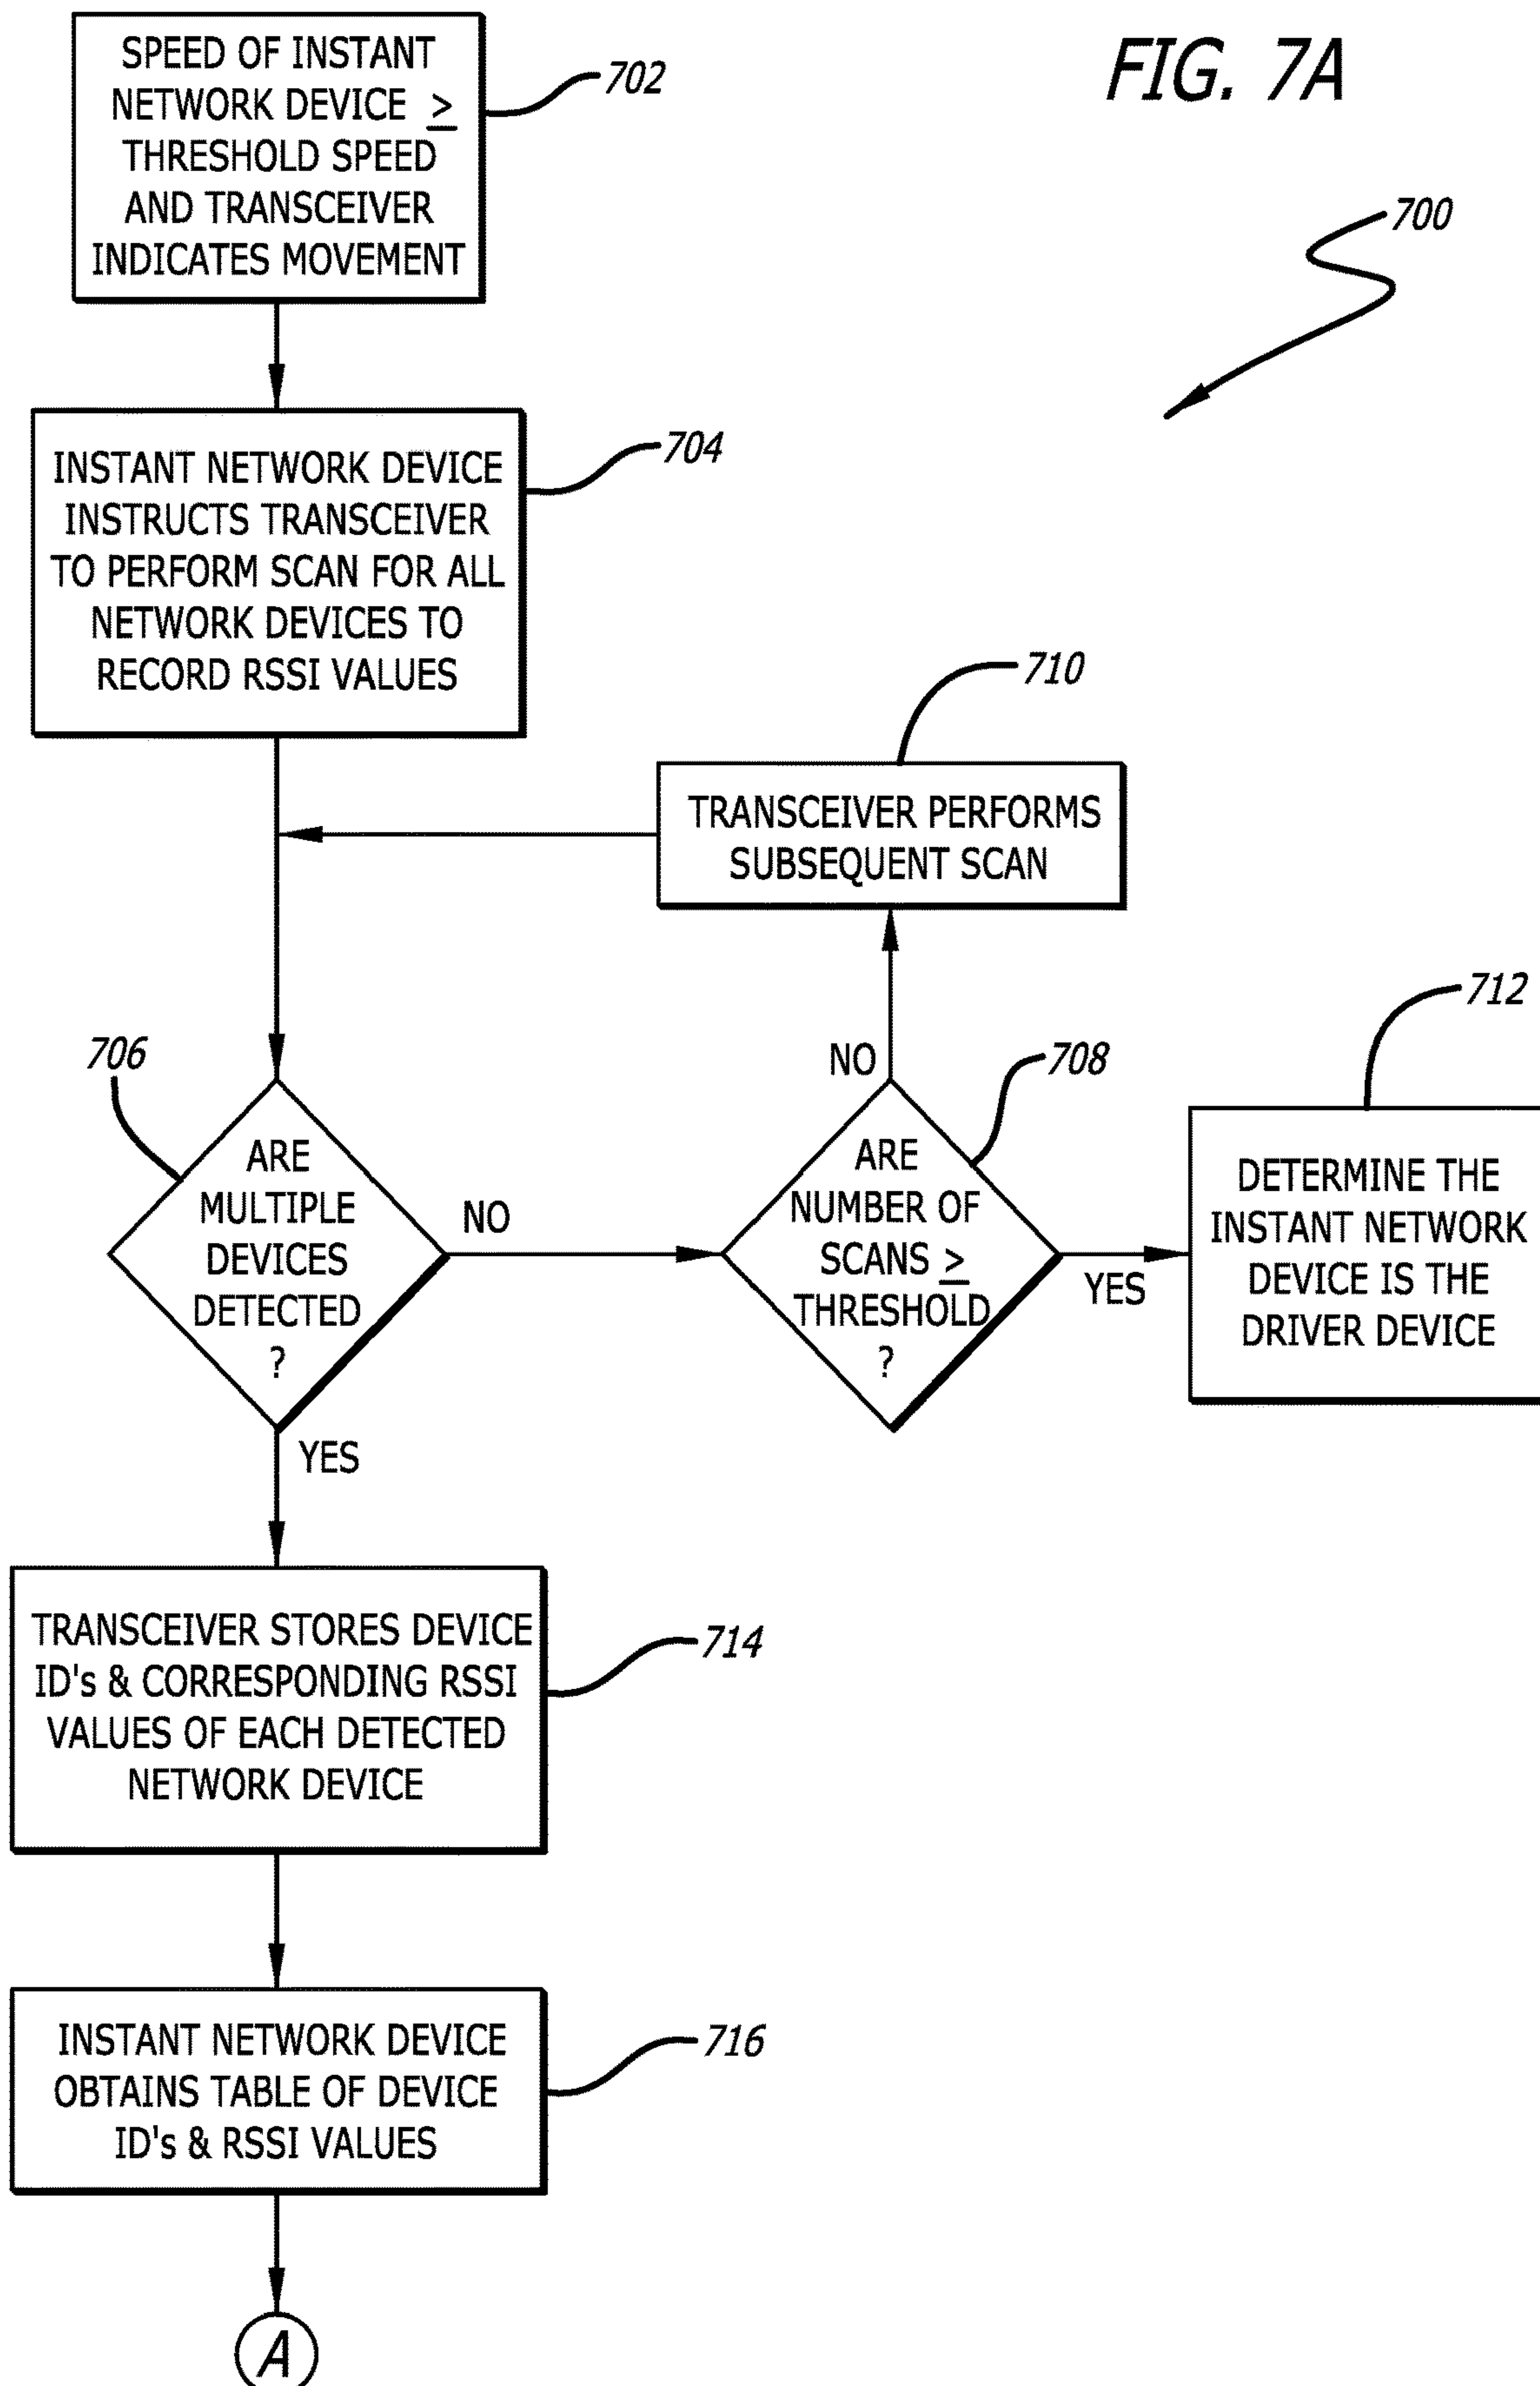 FIG. 7A
SPEED OF INSTANT
NETWORK DEVICE ≥
THRESHOLD SPEED
AND TRANSCEIVER
INDICATES MOVEMENT
702
700
INSTANT NETWORK DEVICE
INSTRUCTS TRANSCEIVER
TO PERFORM SCAN FOR ALL
NETWORK DEVICES TO
RECORD RSSI VALUES
704
710
TRANSCEIVER PERFORMS
SUBSEQUENT SCAN
706
ARE
MULTIPLE
DEVICES
DETECTED
?
NO
YES
NO
708
ARE
NUMBER OF
SCANS ≥
THRESHOLD
?
YES
712
DETERMINE THE
INSTANT NETWORK
DEVICE IS THE
DRIVER DEVICE
TRANSCEIVER STORES DEVICE
ID's & CORRESPONDING RSSI
VALUES OF EACH DETECTED
NETWORK DEVICE
714
INSTANT NETWORK DEVICE
OBTAINS TABLE OF DEVICE
ID's & RSSI VALUES
716
A